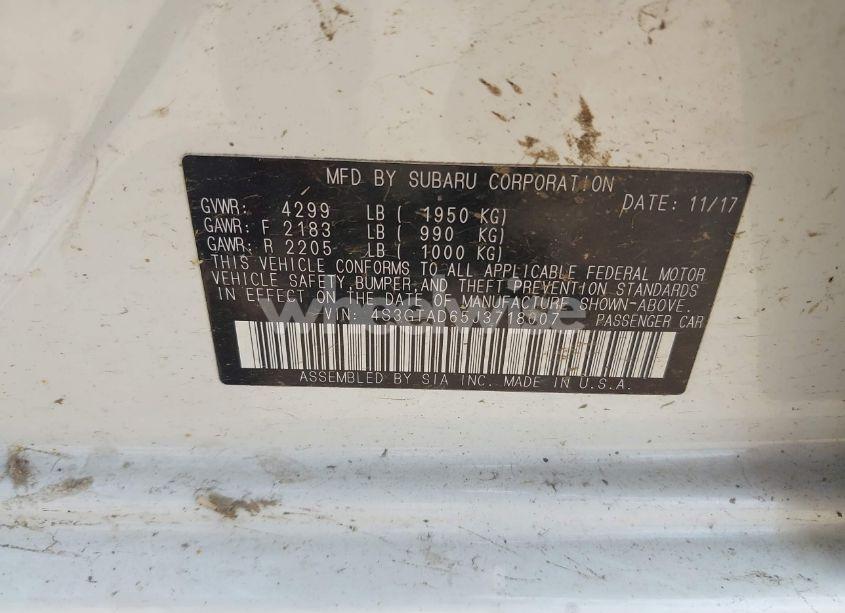 MFD BY SUBARU CORPORATION
GVWR: 4299 LB ( 1950 KG) DATE: 11/17
GAWR: F 2183 LB ( 990 KG)
GAWR: R 2205 LB ( 1000 KG)
THIS VEHICLE CONFORMS TO ALL APPLICABLE FEDERAL MOTOR
VEHICLE SAFETY, BUMPER, AND THEFT PREVENTION STANDARDS
IN EFFECT ON THE DATE OF MANUFACTURE SHOWN ABOVE.
VIN: 4S3GTAD65J3718007 PASSENGER CAR
wheelwise
ASSEMBLED BY SIA INC. MADE IN U.S.A.